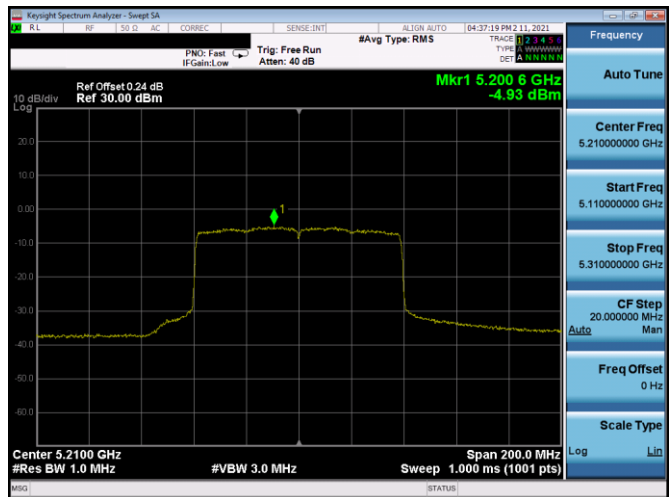 Keysight Spectrum Analyzer - Swept SA
RL RF 50 Ω AC CORREC SENSE:INT ALIGN AUTO 04:37:19 PM 2 11, 2021
#Avg Type: RMS
TRACE 1 2 3 4 5 6
TYPE A WWWWW
DET A N N N N N
PNO: Fast
IFGain:Low
Trig: Free Run
Atten: 40 dB
Mkr1 5.200 6 GHz
-4.93 dBm
Ref Offset 0.24 dB
10 dB/div Ref 30.00 dBm
Log
20.0
0.00
-10.0
-20.0
-30.0
-40.0
-50.0
-60.0
1
Center 5.2100 GHz
Span 200.0 MHz
#Res BW 1.0 MHz
#VBW 3.0 MHz
Sweep 1.000 ms (1001 pts)
MSG
STATUS
Frequency
Auto Tune
Center Freq
5.210000000 GHz
Start Freq
5.110000000 GHz
Stop Freq
5.310000000 GHz
CF Step
20.000000 MHz
Auto Man
Freq Offset
0 Hz
Scale Type
Log Lin